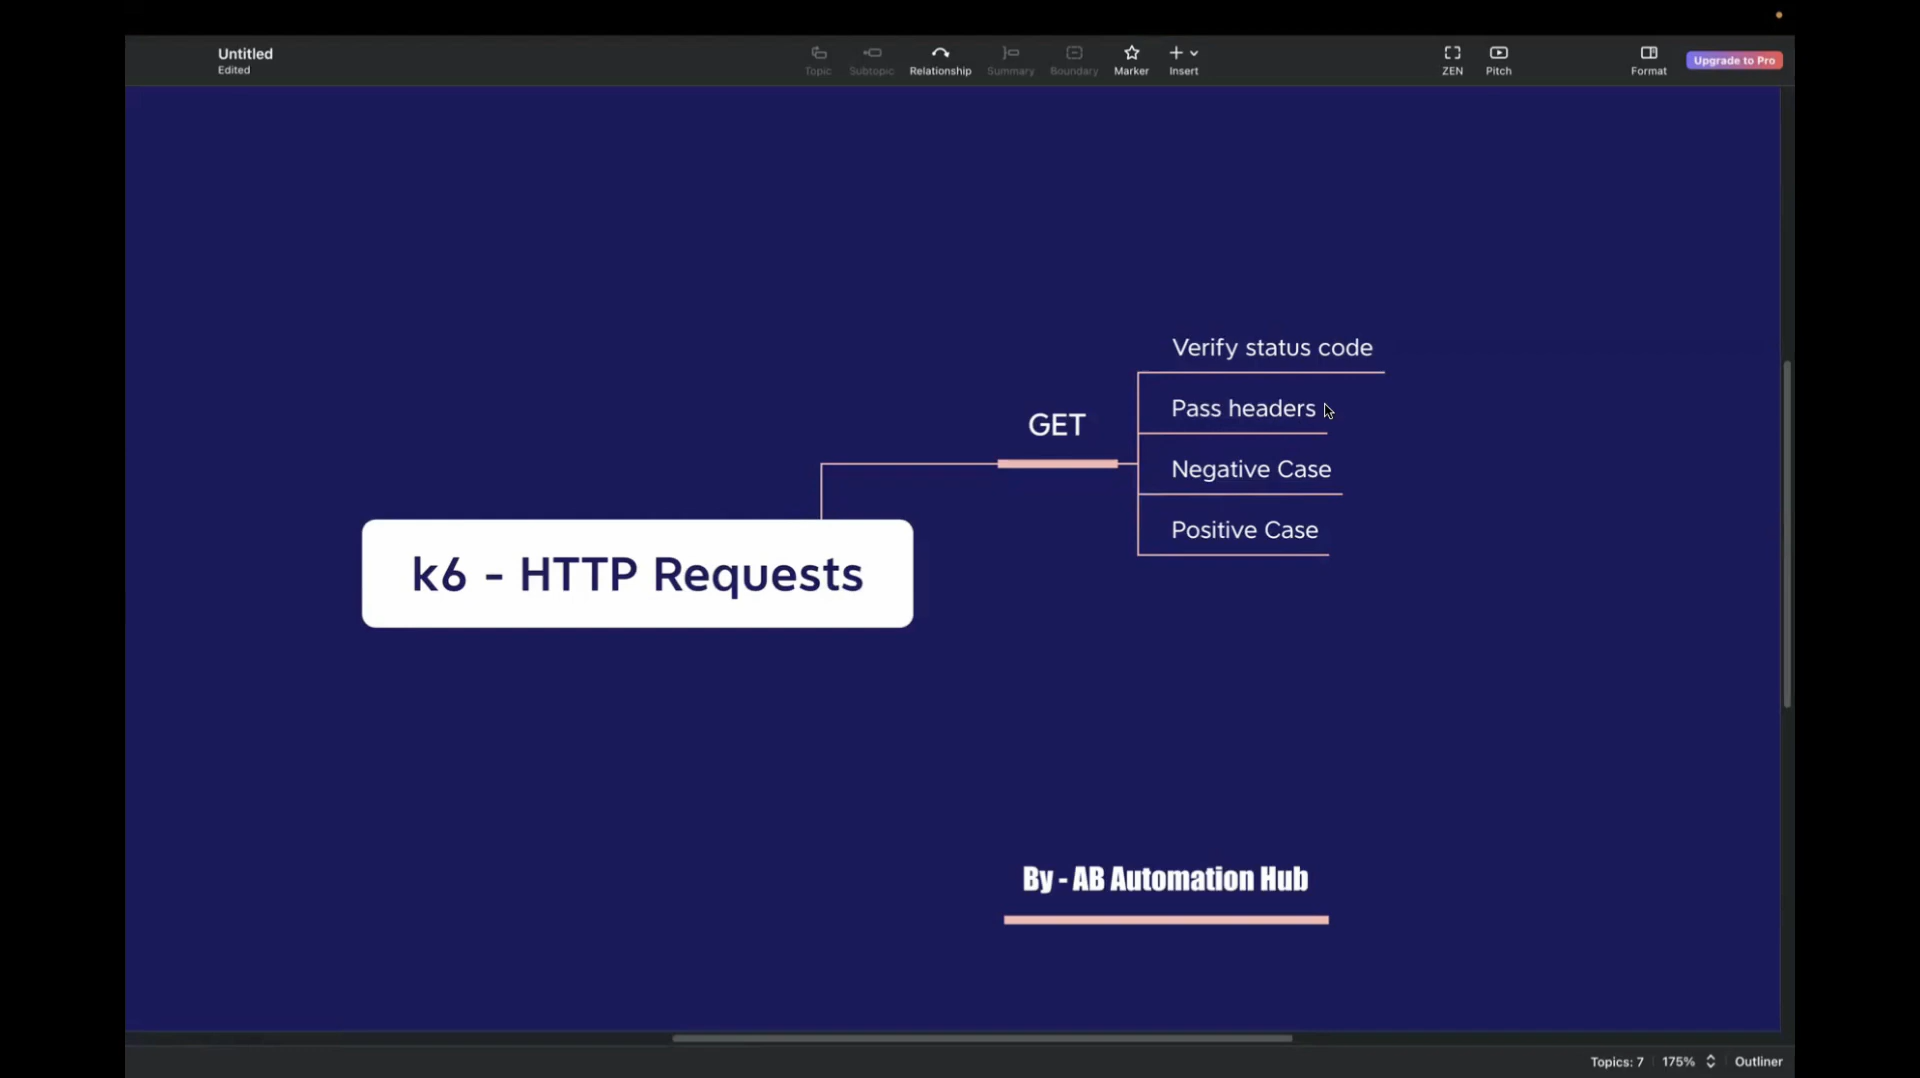 Untitled
Edited
Topic
Subtopic
Relationship
Summary
Boundary
Marker
Insert
ZEN
Pitch
Format
Upgrade to Pro
Verify status code
Pass headers
GET
Negative Case
Positive Case
k6 - HTTP Requests
By - AB Automation Hub
Topics: 7
175%
Outliner